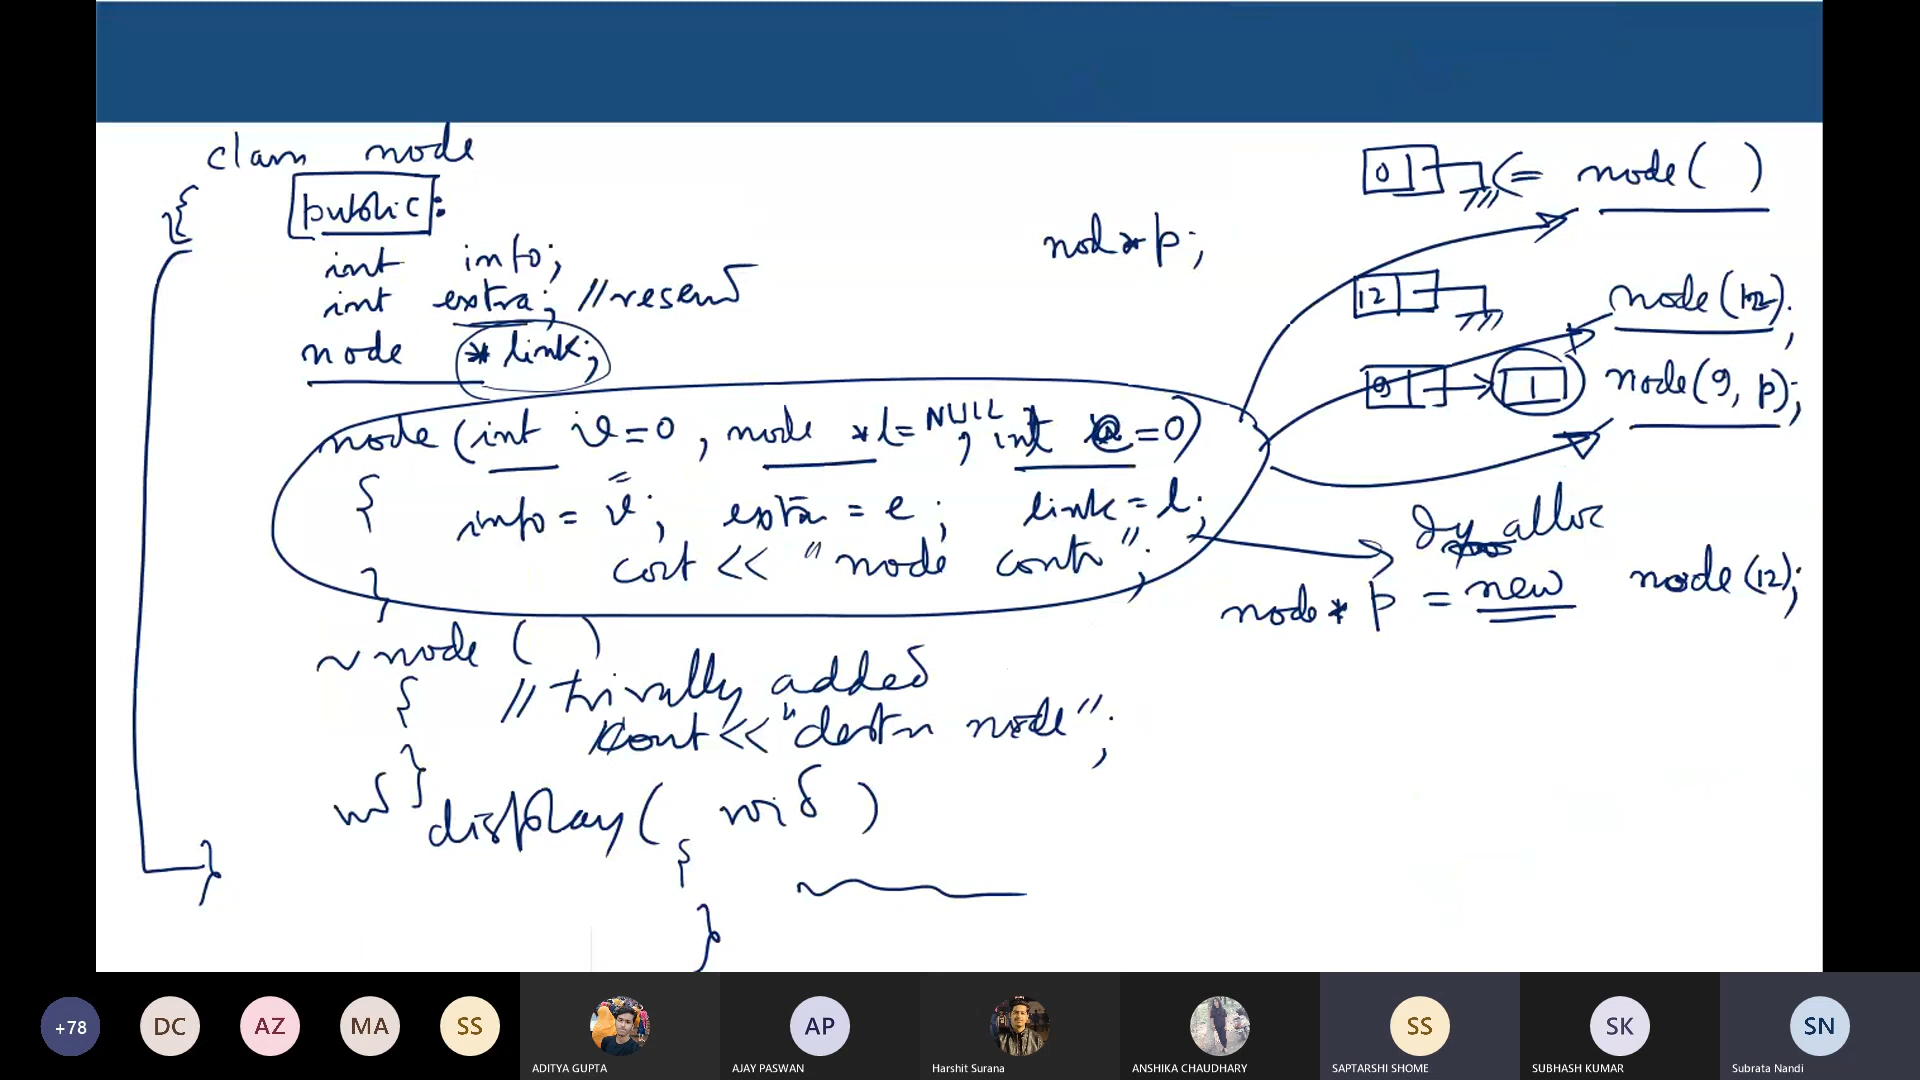 class node
{ public:
int info;
int extra; //reserved
node *link;
node (int v=0, node *l=NULL, int e=0)
{ info = v; extra = e; link = l;
cout << "node contr";
}
~node ( )
{ // trivally added
cout << "destr node";
}
void display( void )
{
}
}
node * p;
0 <= node( )
12 node(12);
9 1 node(9, p);
Dy alloc
node * p = new node (12);
+78
DC
AZ
MA
SS
ADITYA GUPTA
AP
AJAY PASWAN
Harshit Surana
ANSHIKA CHAUDHARY
SS
SAPTARSHI SHOME
SK
SUBHASH KUMAR
SN
Subrata Nandi